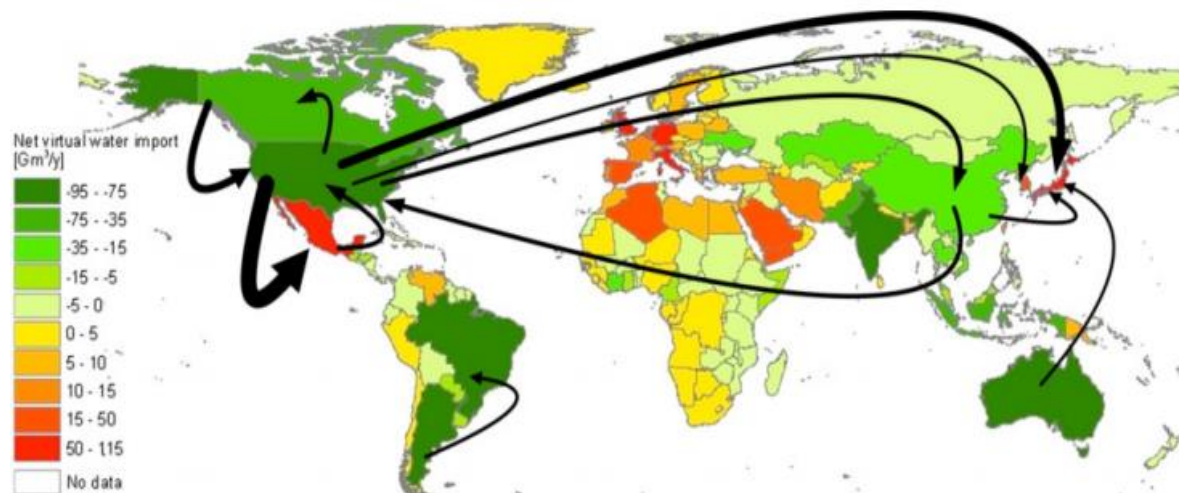 Net virtual water import
[Gm³/y]
-95 - -75
-75 - -35
-35 - -15
-15 - -5
-5 - 0
0 - 5
5 - 10
10 - 15
15 - 50
50 - 115
No data